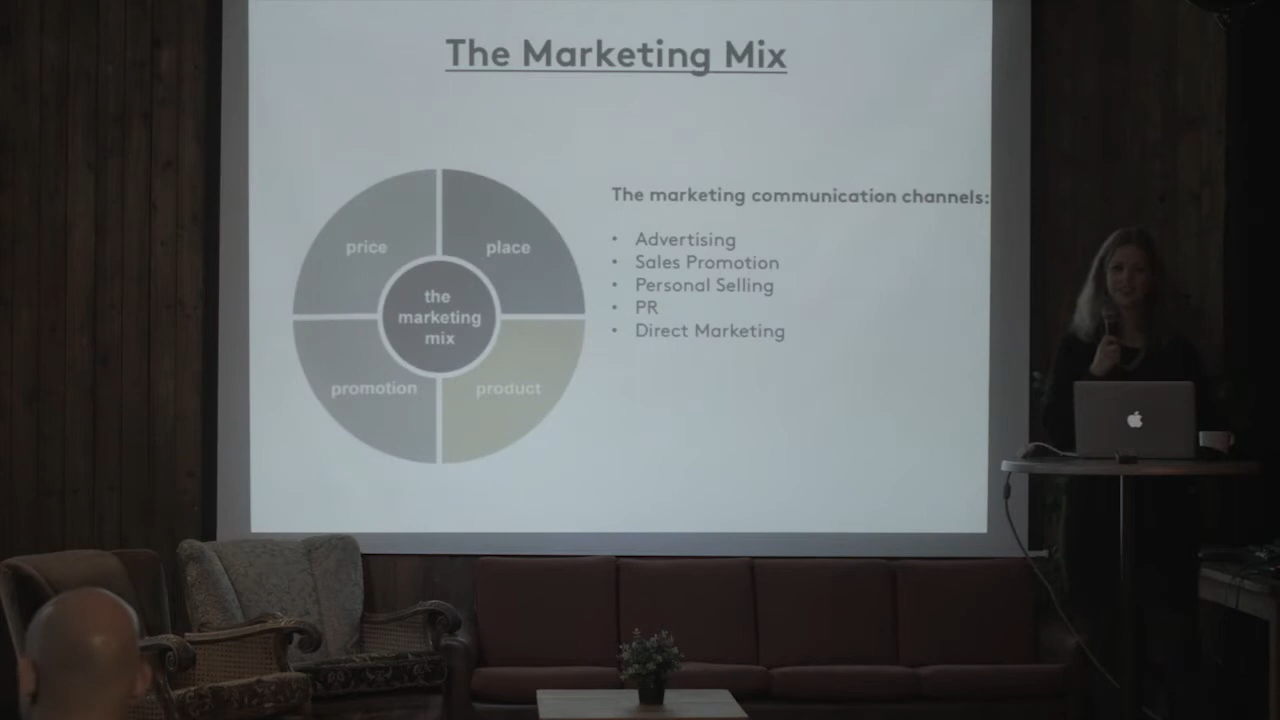 The Marketing Mix
price
place
the
marketing
mix
promotion
product
The marketing communication channels:
• Advertising
• Sales Promotion
• Personal Selling
• PR
• Direct Marketing